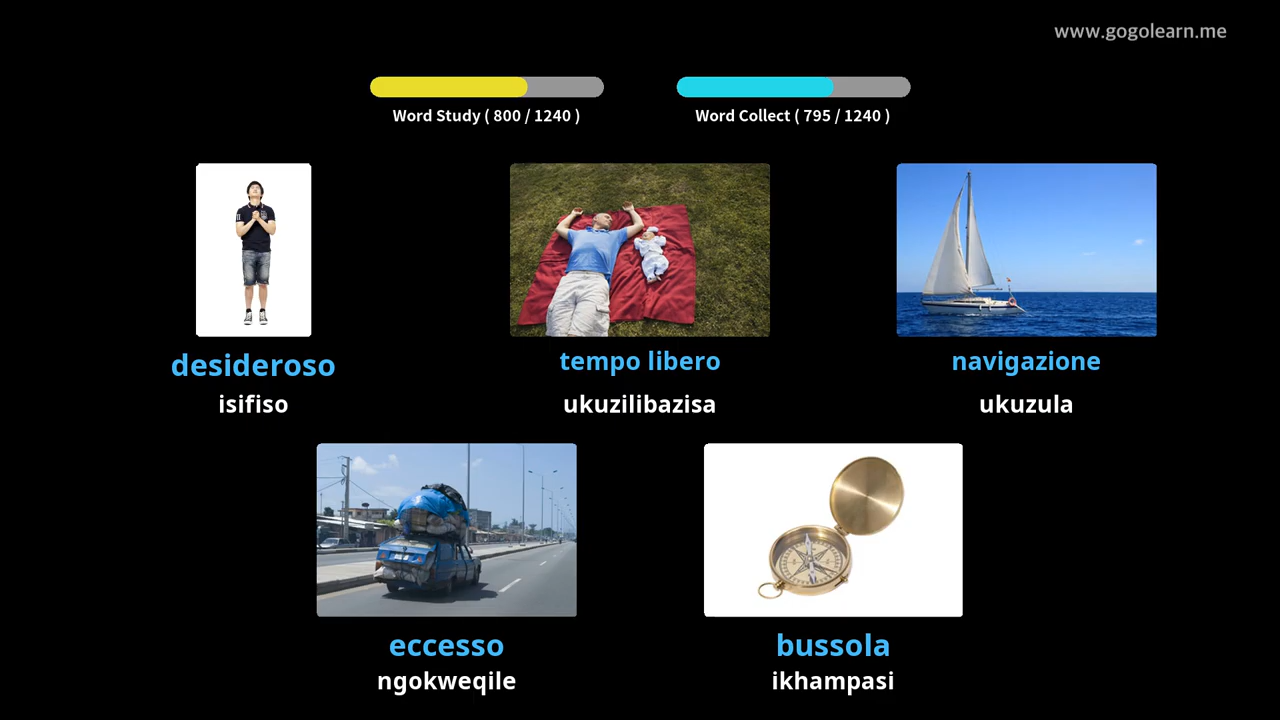 www.gogolearn.me
Word Study ( 800 / 1240 )
Word Collect ( 795 / 1240 )
desideroso
isifiso
tempo libero
ukuzilibazisa
navigazione
ukuzula
eccesso
ngokweqile
bussola
ikhampasi